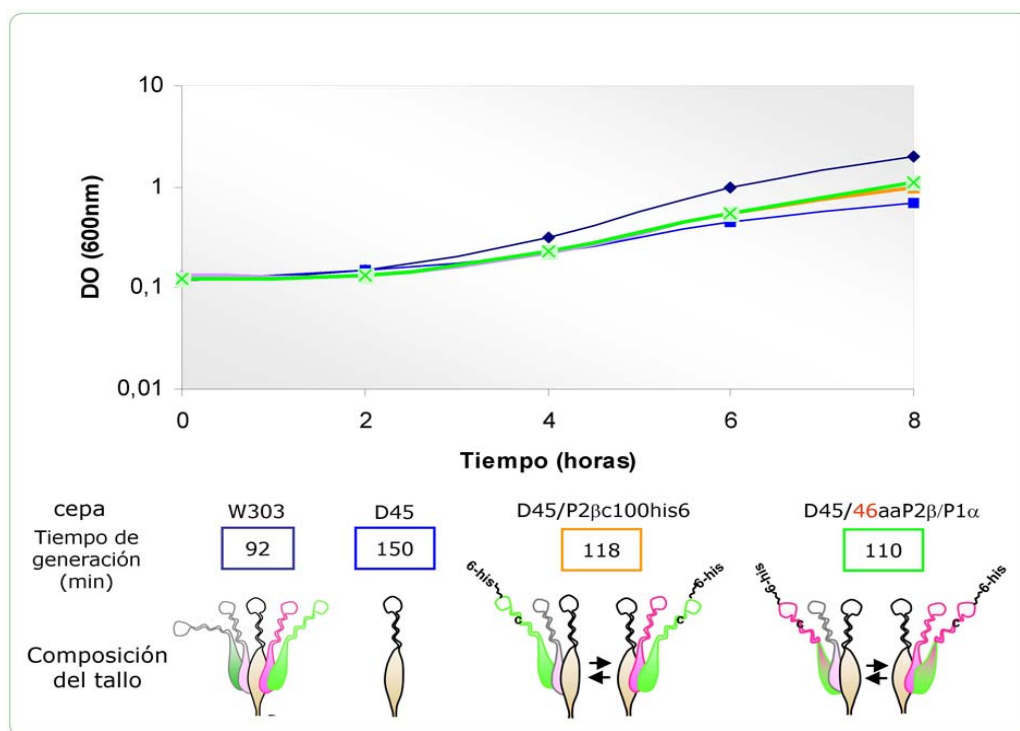 10
1
0,1
0,01
DO (600nm)
0 2 4 6 8
Tiempo (horas)
cepa W303 D45 D45/P2βc100his6 D45/46aaP2β/P1α
Tiempo de
generación
(min)
92 150 118 110
6-his 6-his 6-his 6-his
c c c c
Composición
del tallo